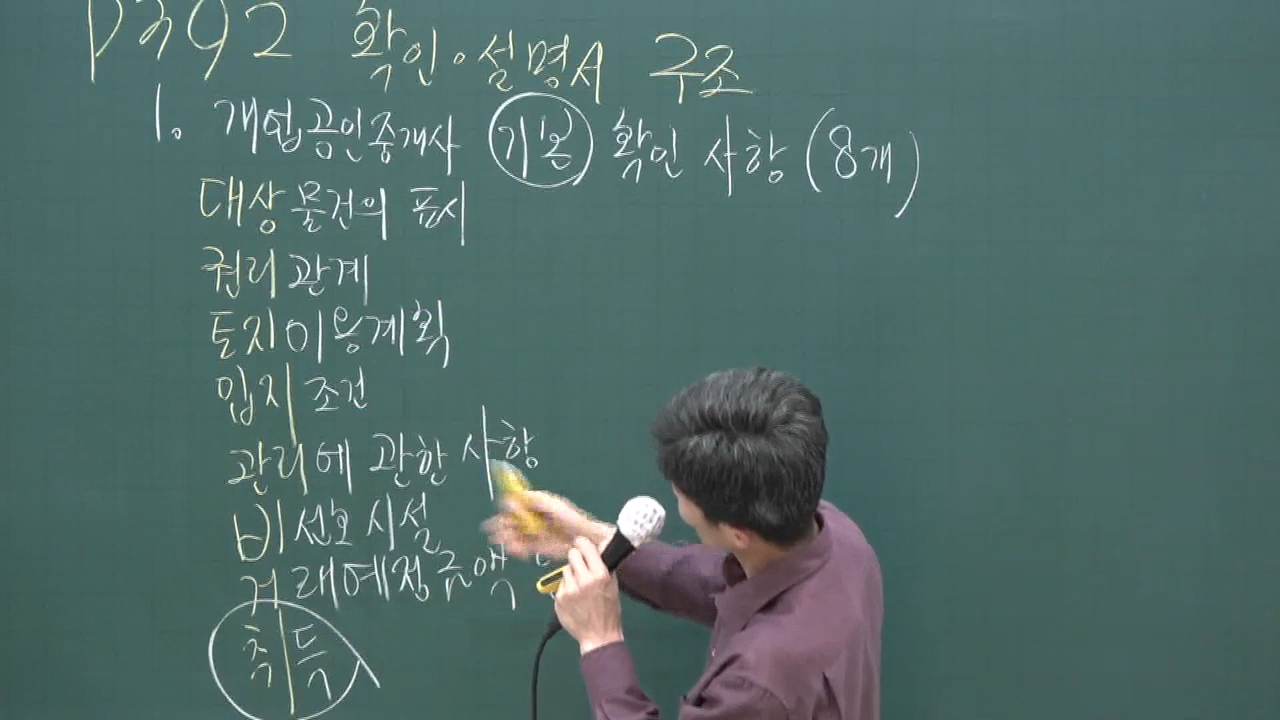 P392 확인·설명서 구조
1. 개업공인중개사 기본 확인 사항 (8개)
대상물건의 표시
권리관계
토지이용계획
입지조건
관리에 관한 사항
비선호시설
거래예정금액
취득